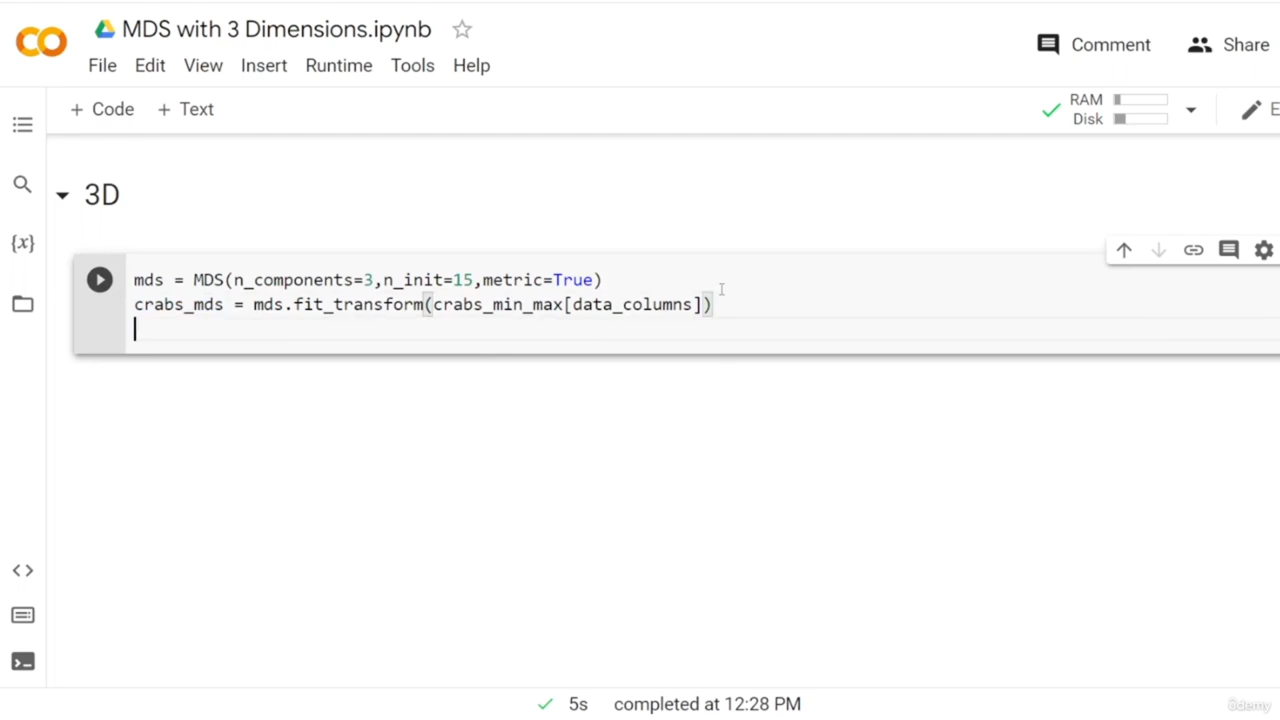 MDS with 3 Dimensions.ipynb
File Edit View Insert Runtime Tools Help
Comment Share
+ Code + Text
RAM
Disk
E
3D
{x}
mds = MDS(n_components=3,n_init=15,metric=True)
crabs_mds = mds.fit_transform(crabs_min_max[data_columns])
5s completed at 12:28 PM
ûdemy